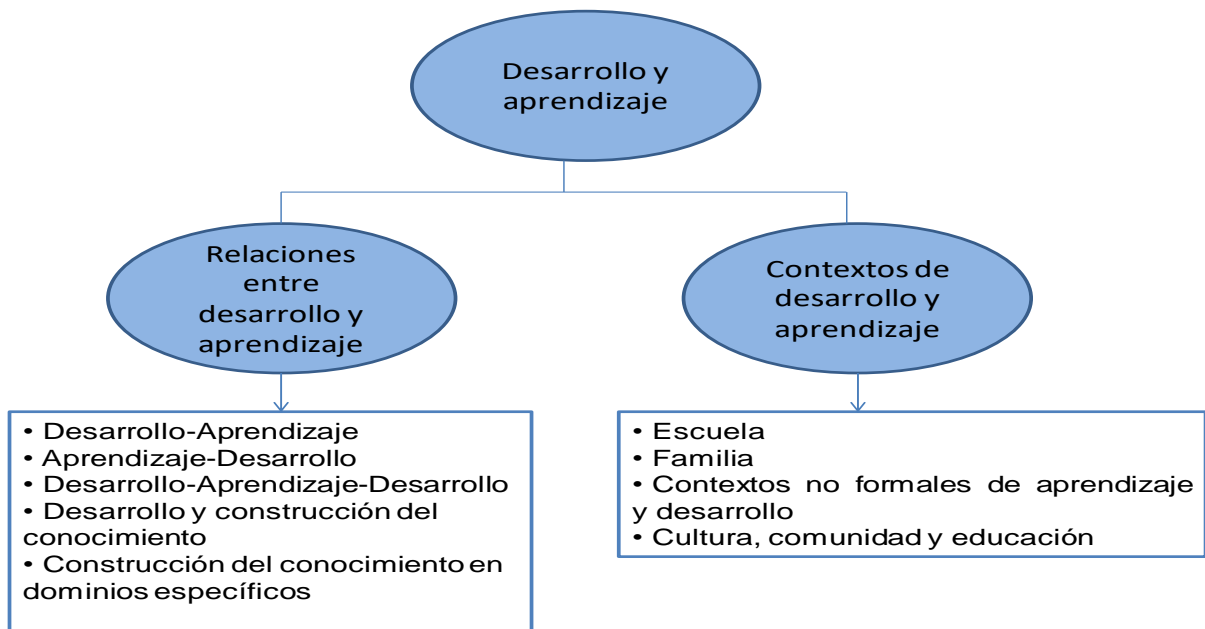 Desarrollo y
aprendizaje
Relaciones
entre
desarrollo y
aprendizaje
Contextos de
desarrollo y
aprendizaje
• Desarrollo-Aprendizaje
• Aprendizaje-Desarrollo
• Desarrollo-Aprendizaje-Desarrollo
• Desarrollo y construcción del
conocimiento
• Construcción del conocimiento en
dominios específicos
• Escuela
• Familia
• Contextos no formales de aprendizaje
y desarrollo
• Cultura, comunidad y educación